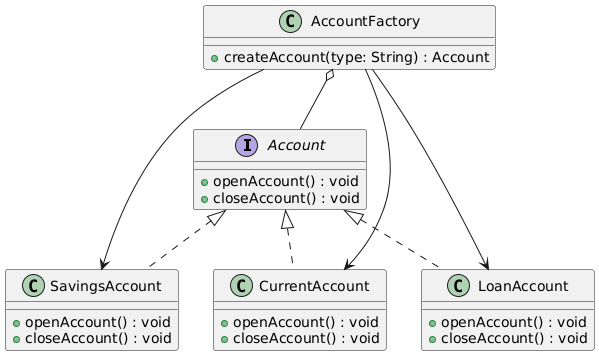 C AccountFactory
createAccount(type: String) : Account
I Account
openAccount() : void
closeAccount() : void
C SavingsAccount
openAccount() : void
closeAccount() : void
C CurrentAccount
openAccount() : void
closeAccount() : void
C LoanAccount
openAccount() : void
closeAccount() : void